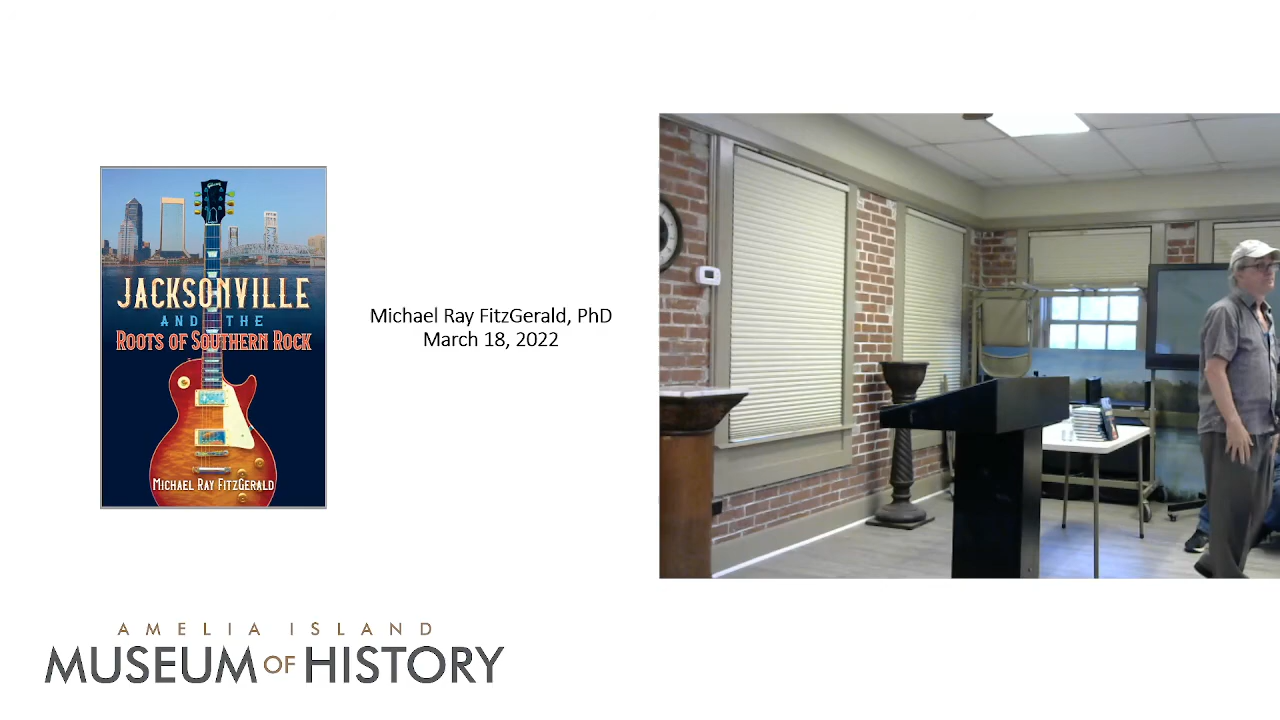 JACKSONVILLE
AND THE
ROOTS OF SOUTHERN ROCK
MICHAEL RAY FITZGERALD
Michael Ray FitzGerald, PhD
March 18, 2022
AMELIA ISLAND
MUSEUM OF HISTORY